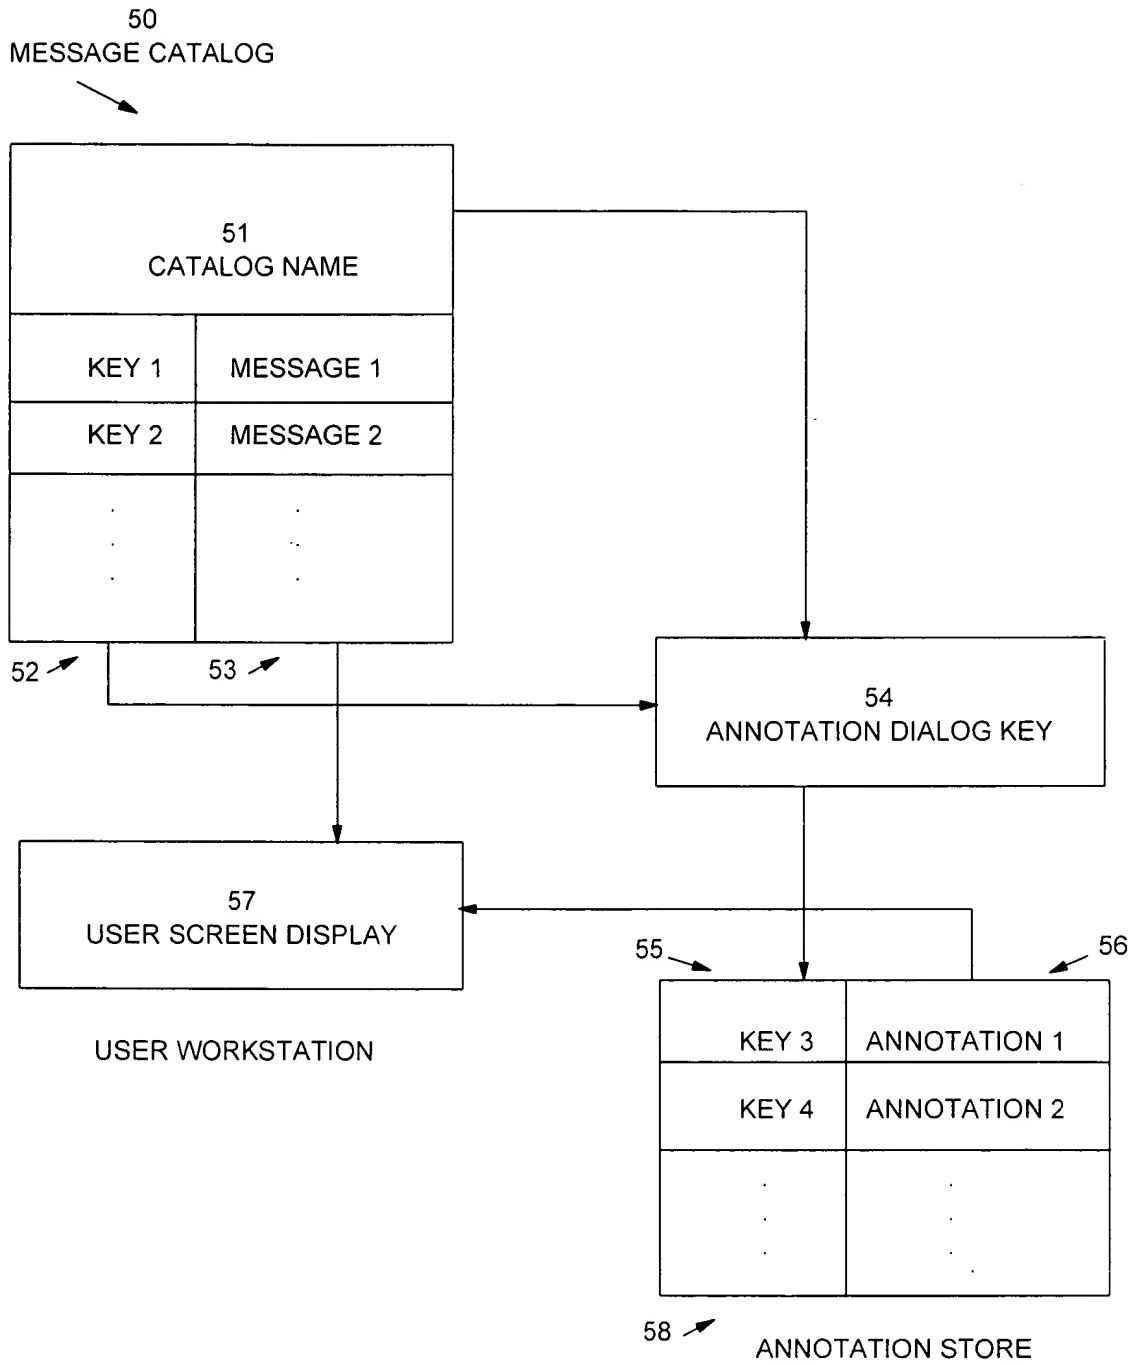 50
MESSAGE CATALOG
51
CATALOG NAME
KEY 1 MESSAGE 1
KEY 2 MESSAGE 2
52 53
54
ANNOTATION DIALOG KEY
57
USER SCREEN DISPLAY
55 56
USER WORKSTATION
KEY 3 ANNOTATION 1
KEY 4 ANNOTATION 2
58
ANNOTATION STORE